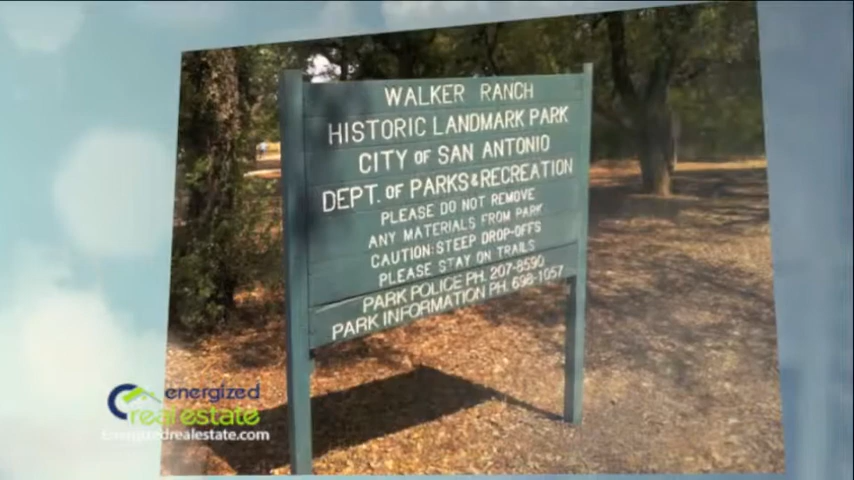 WALKER RANCH
HISTORIC LANDMARK PARK
CITY OF SAN ANTONIO
DEPT. OF PARKS & RECREATION
PLEASE DO NOT REMOVE
ANY MATERIALS FROM PARK
CAUTION: STEEP DROP-OFFS
PLEASE STAY ON TRAILS
PARK POLICE PH. 207-8590
PARK INFORMATION PH. 698-1057
energized
real estate
Energizedrealestate.com